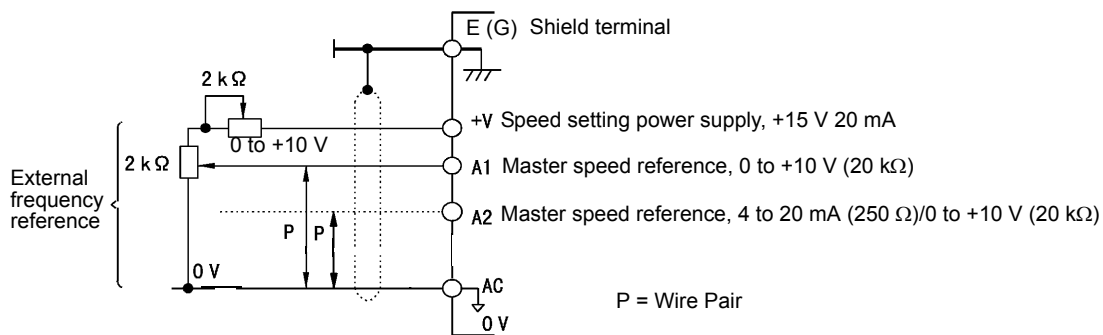 E (G) Shield terminal
2 kΩ
+V Speed setting power supply, +15 V 20 mA
0 to +10 V
2 kΩ
A1 Master speed reference, 0 to +10 V (20 kΩ)
External
frequency
reference
A2 Master speed reference, 4 to 20 mA (250 Ω)/0 to +10 V (20 kΩ)
P
P
0 V
AC
P = Wire Pair
0 V